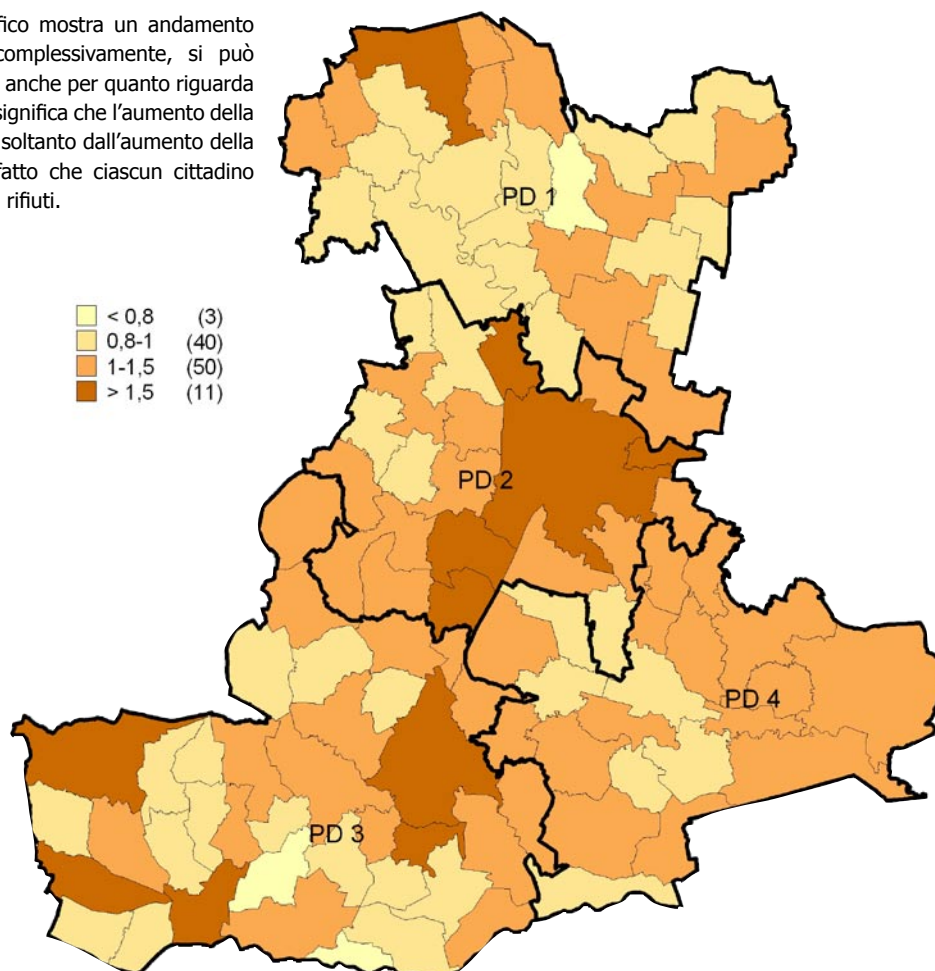 fico mostra un andamento
complessivamente, si può
anche per quanto riguarda
significa che l'aumento della
soltanto dall'aumento della
fatto che ciascun cittadino
rifiuti.
PD 1
< 0,8 (3)
0,8-1 (40)
1-1,5 (50)
> 1,5 (11)
PD 2
PD 4
PD 3